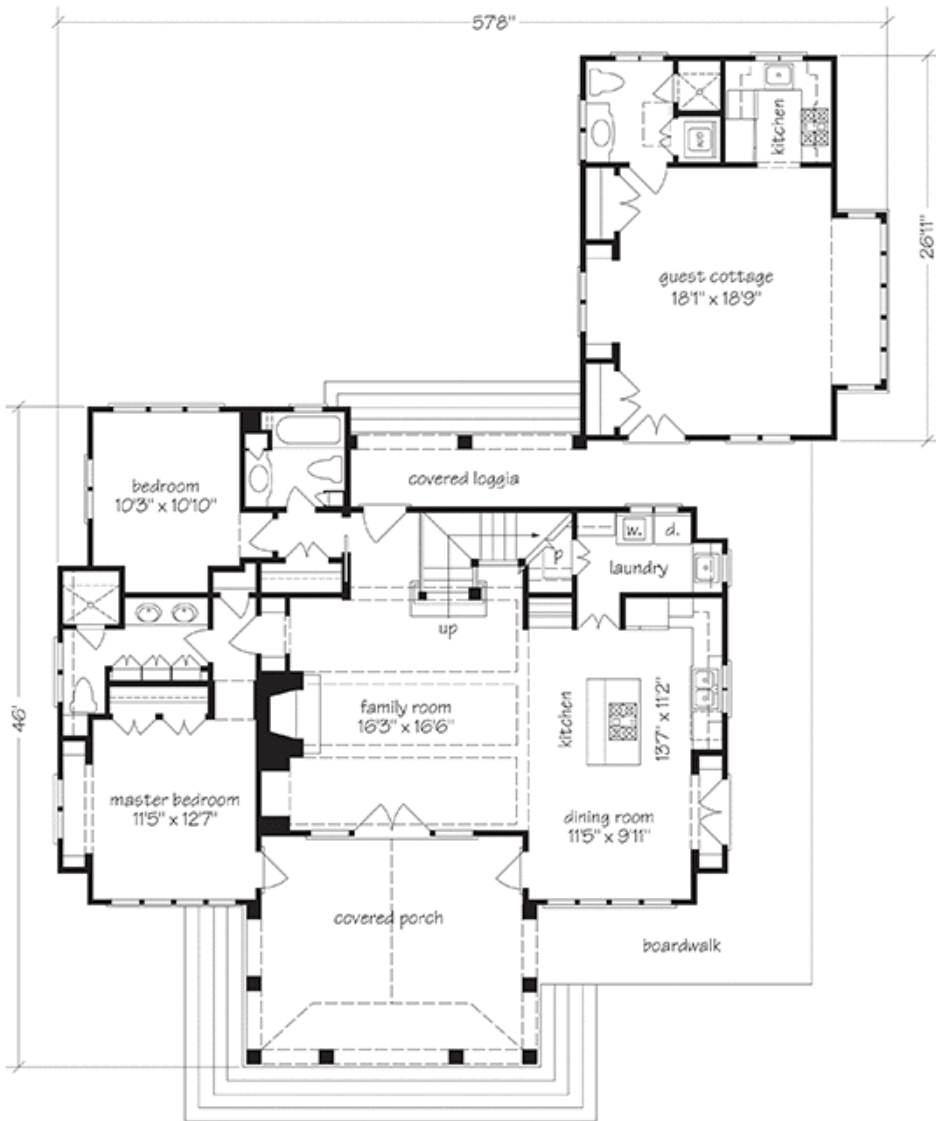 57'8"
kitchen
W/D
26'11"
guest cottage
18'1" x 18'9"
covered loggia
bedroom
10'3" x 10'10"
w.
d.
p
laundry
up
46'
family room
16'3" x 16'6"
kitchen
13'7" x 11'2"
master bedroom
11'5" x 12'7"
dining room
11'5" x 9'11"
covered porch
boardwalk